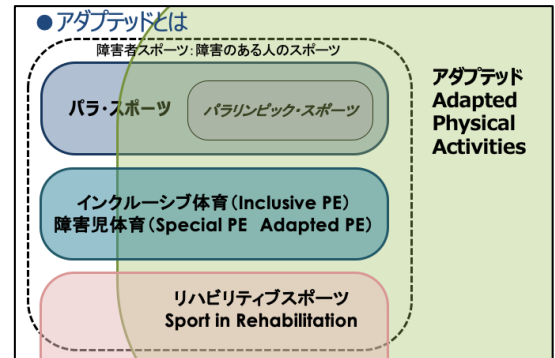 ●アダプテッドとは
障害者スポーツ：障害のある人のスポーツ
パラ・スポーツ
パラリンピック・スポーツ
アダプテッド
Adapted
Physical
Activities
インクルーシブ体育（Inclusive PE）
障害児体育（Special PE Adapted PE）
リハビリティブスポーツ
Sport in Rehabilitation